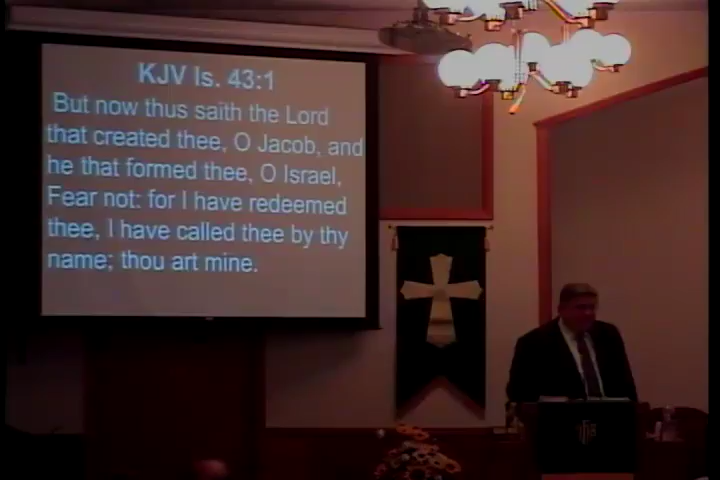 KJV Is. 43:1
But now thus saith the Lord
that created thee, O Jacob, and
he that formed thee, O Israel,
Fear not: for I have redeemed
thee, I have called thee by thy
name; thou art mine.